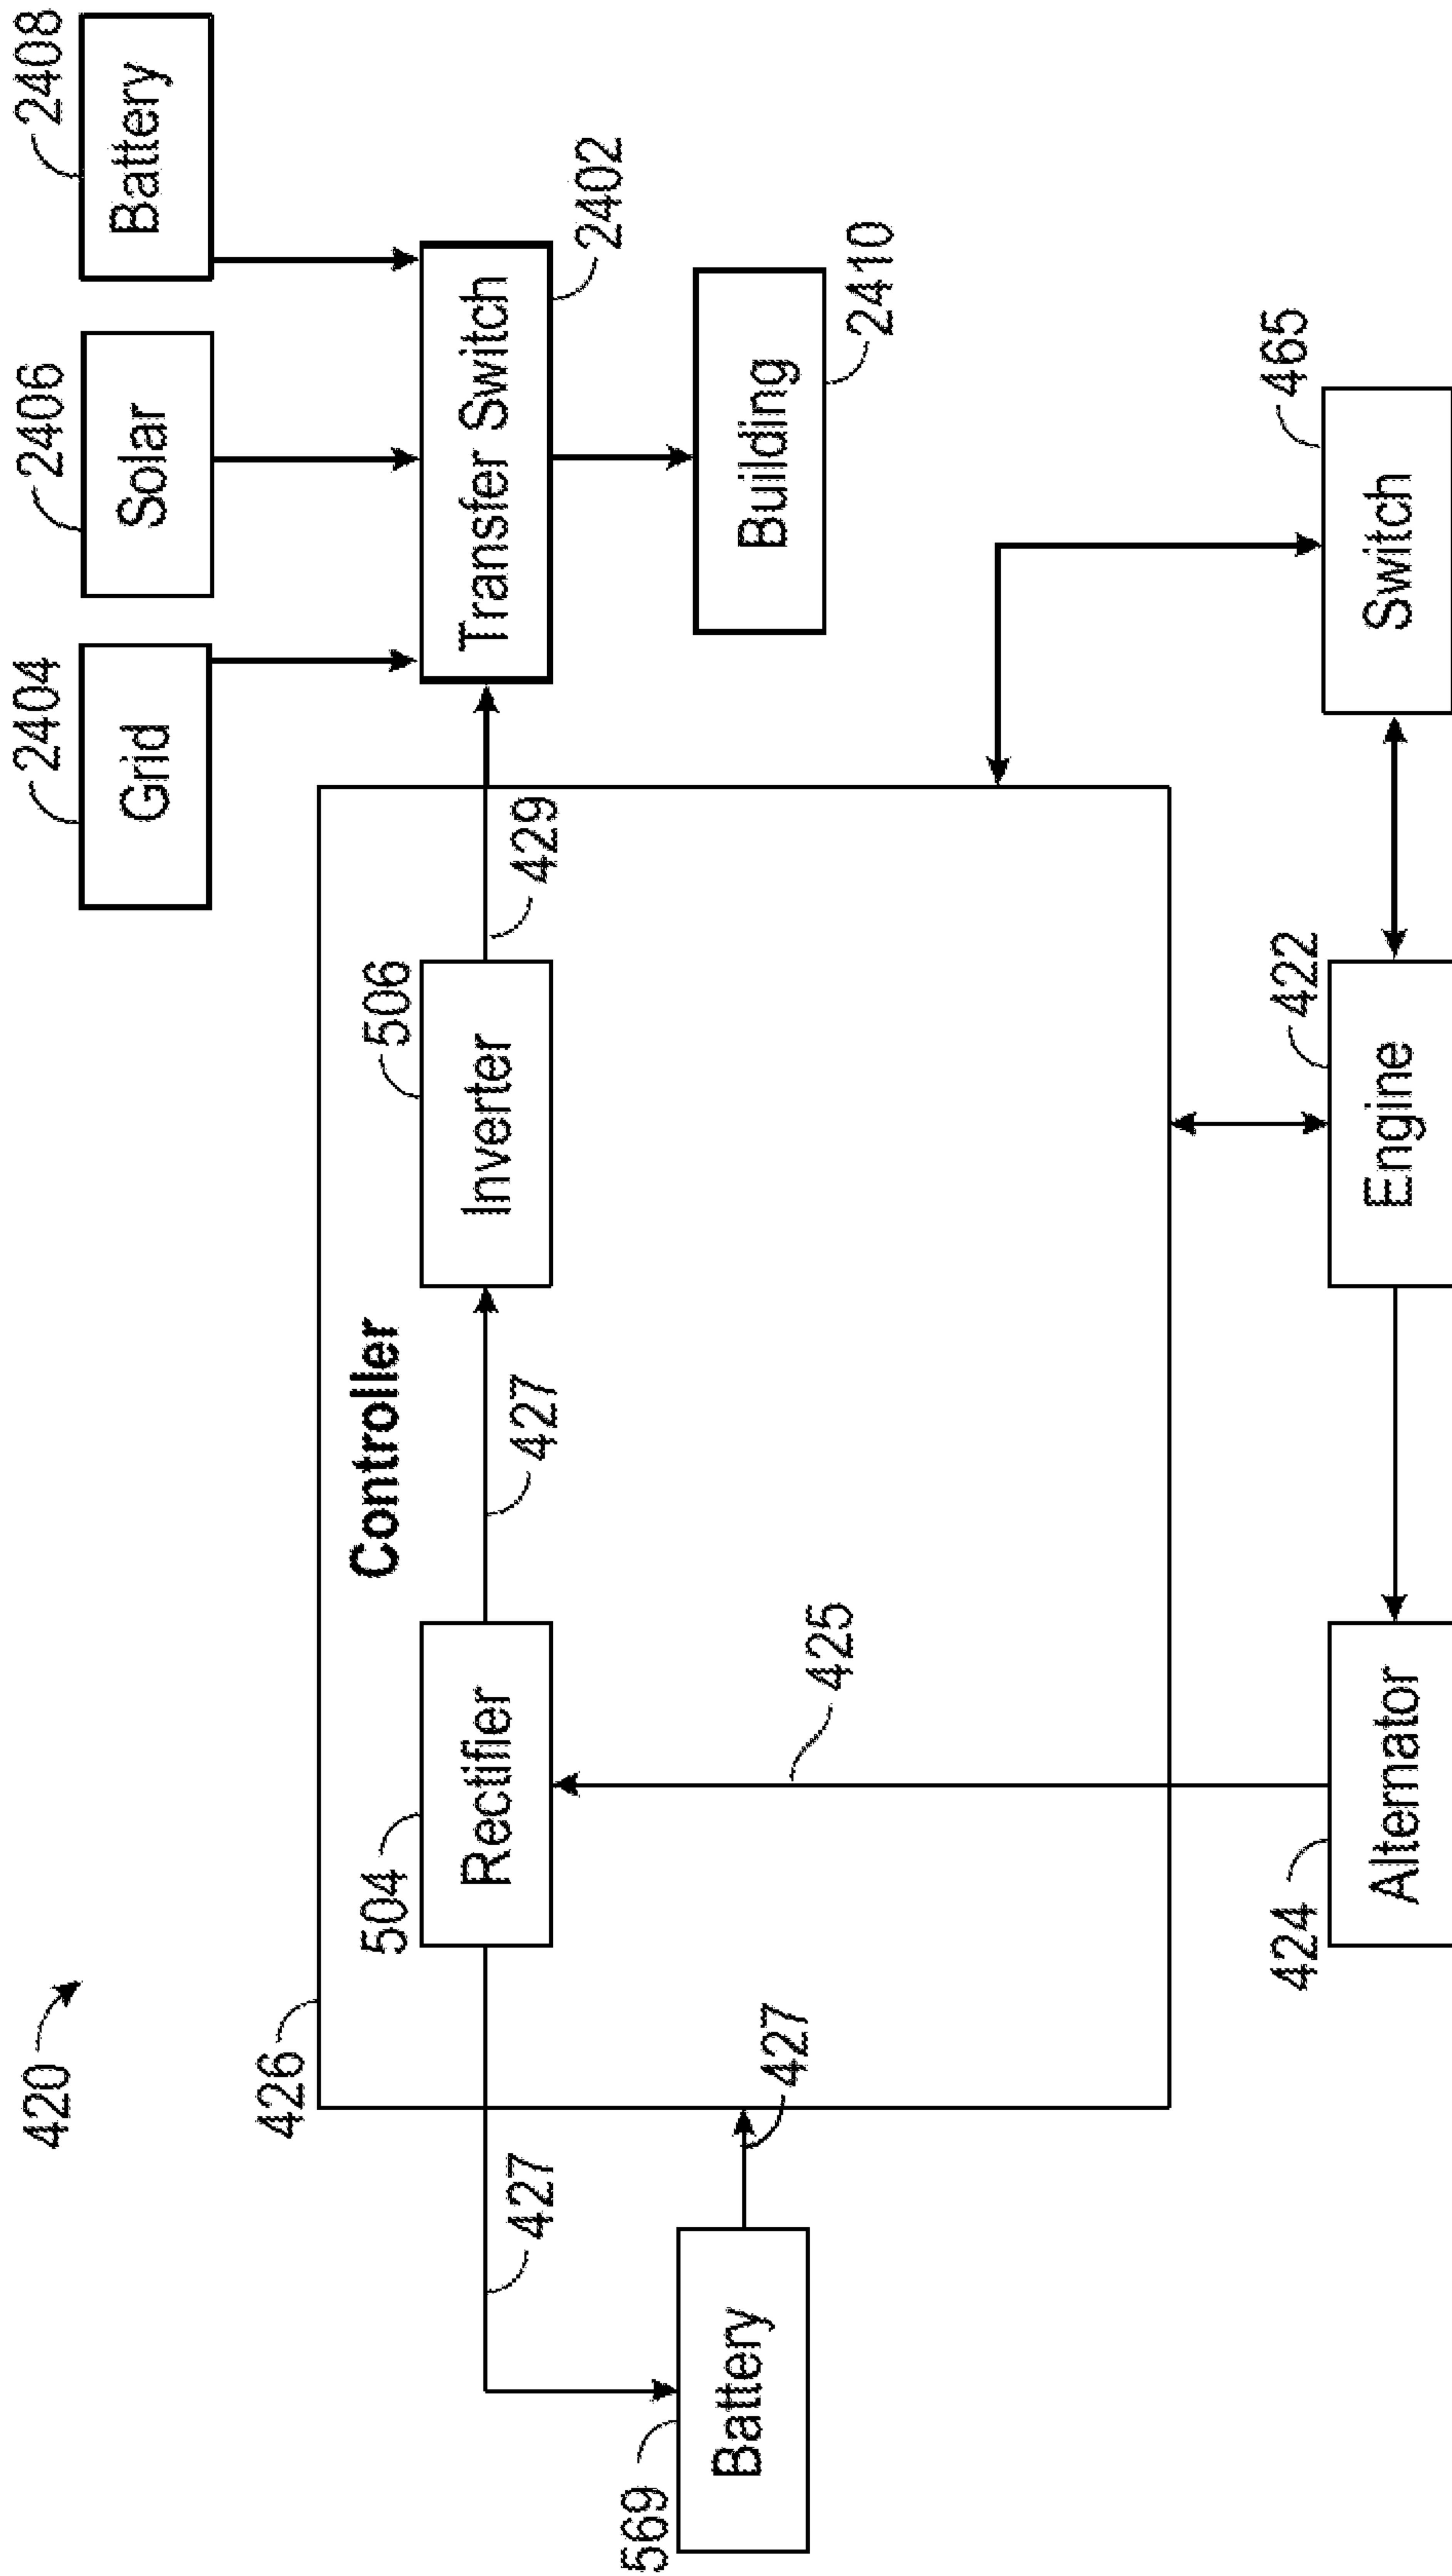 420
426
Controller
504
Rectifier
427
Inverter
506
429
427
427
425
Battery
569
Grid
2404
Solar
2406
Battery
2408
Transfer Switch
2402
Building
2410
Alternator
424
Engine
422
Switch
465